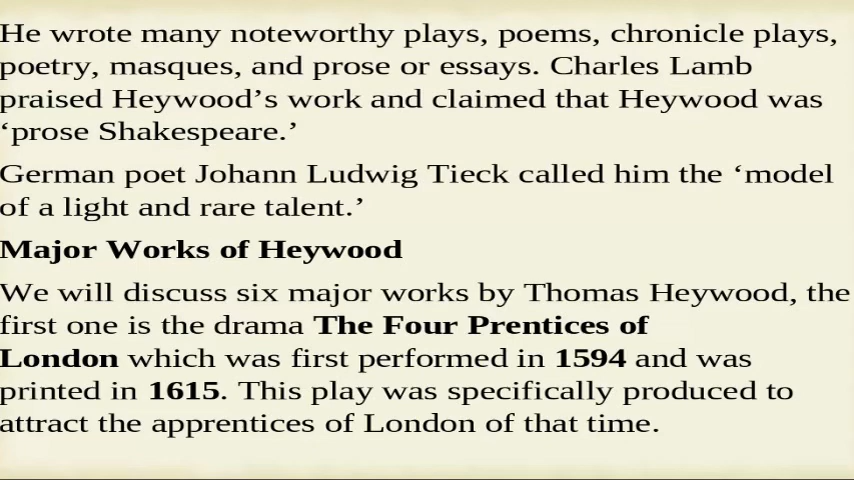 He wrote many noteworthy plays, poems, chronicle plays,
poetry, masques, and prose or essays. Charles Lamb
praised Heywood’s work and claimed that Heywood was
‘prose Shakespeare.’
German poet Johann Ludwig Tieck called him the ‘model
of a light and rare talent.’
Major Works of Heywood
We will discuss six major works by Thomas Heywood, the
first one is the drama The Four Prentices of
London which was first performed in 1594 and was
printed in 1615. This play was specifically produced to
attract the apprentices of London of that time.